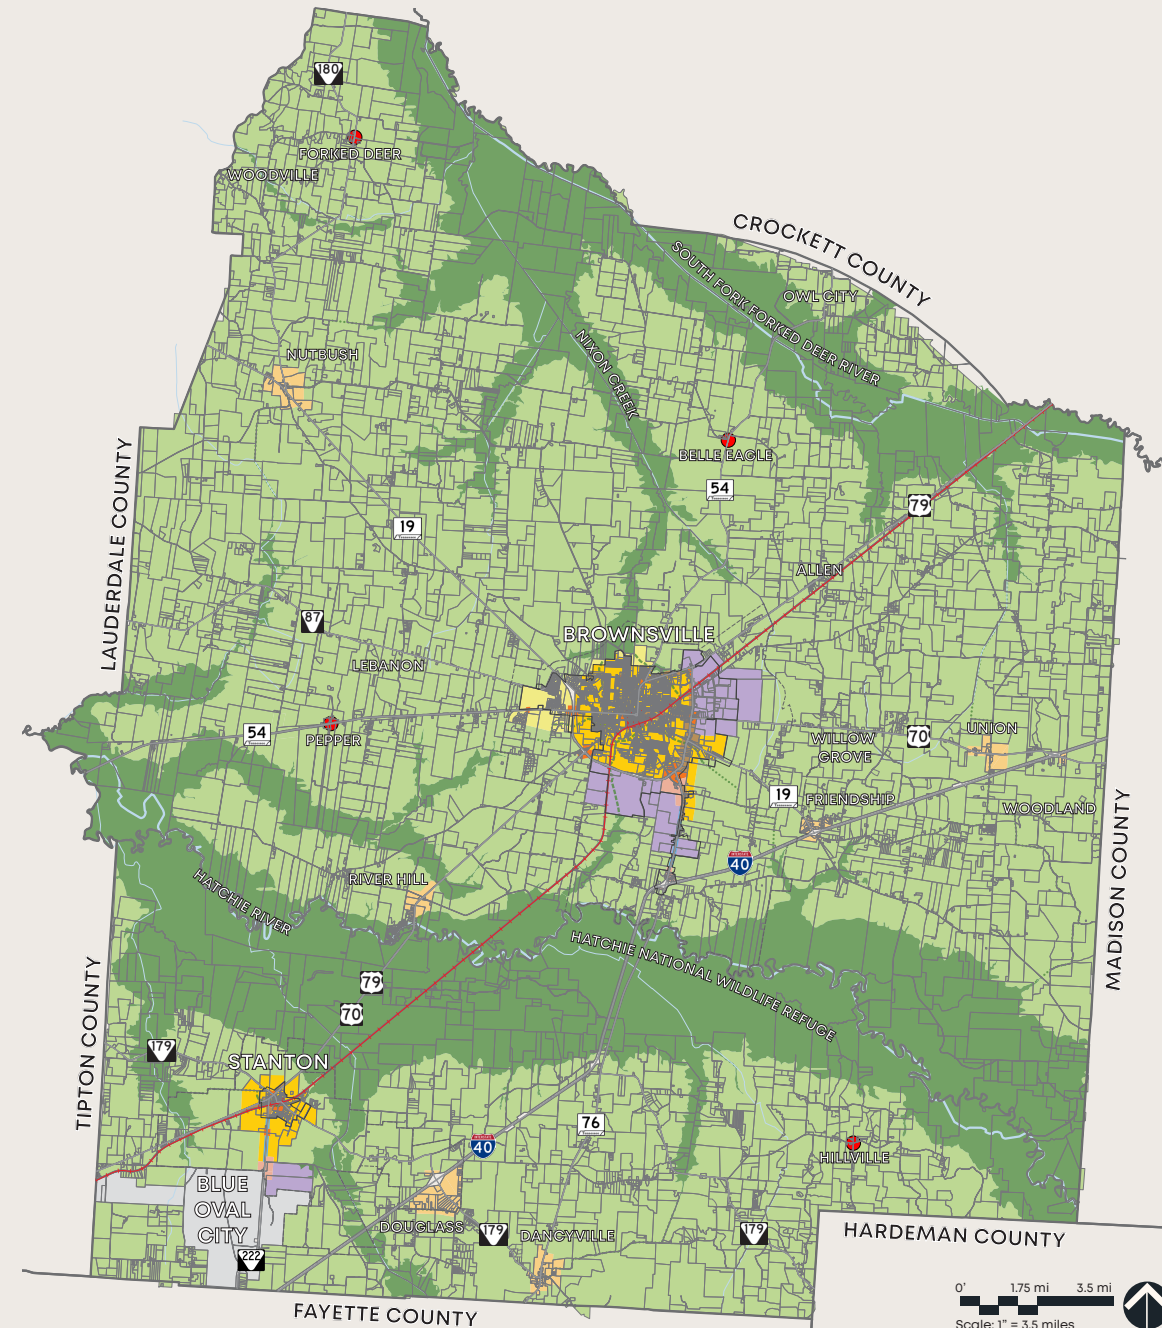 180
FORKED DEER
WOODVILLE
CROCKETT COUNTY
SOUTH FORK FORKED DEER RIVER
OWL CITY
NUTBUSH
NIXON CREEK
BELLE EAGLE
54
79
19
LAUDERDALE COUNTY
ALLEN
87
BROWNSVILLE
LEBANON
54
PEPPER
WILLOW
GROVE
70
UNION
19
FRIENDSHIP
WOODLAND
40
MADISON COUNTY
RIVER HILL
HATCHIE RIVER
HATCHIE NATIONAL WILDLIFE REFUGE
79
70
TIPTON COUNTY
179
STANTON
76
40
HILLVILLE
BLUE
OVAL
CITY
DOUGLASS
179
DANCYVILLE
179
HARDEMAN COUNTY
222
FAYETTE COUNTY
0' 1.75 mi 3.5 mi
Scale: 1" = 3.5 miles